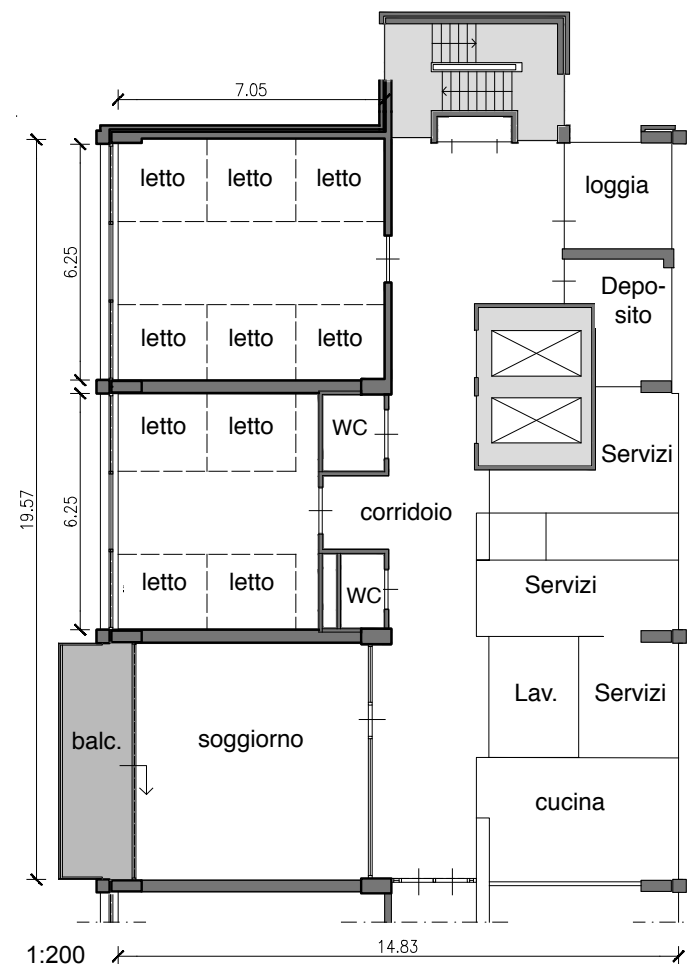 7.05
letto letto letto
loggia
6.25
Depo-
sito
letto letto letto
letto letto
WC
Servizi
19.57
6.25
corridoio
letto letto
WC
Servizi
Lav. Servizi
balc.
soggiorno
cucina
1:200
14.83